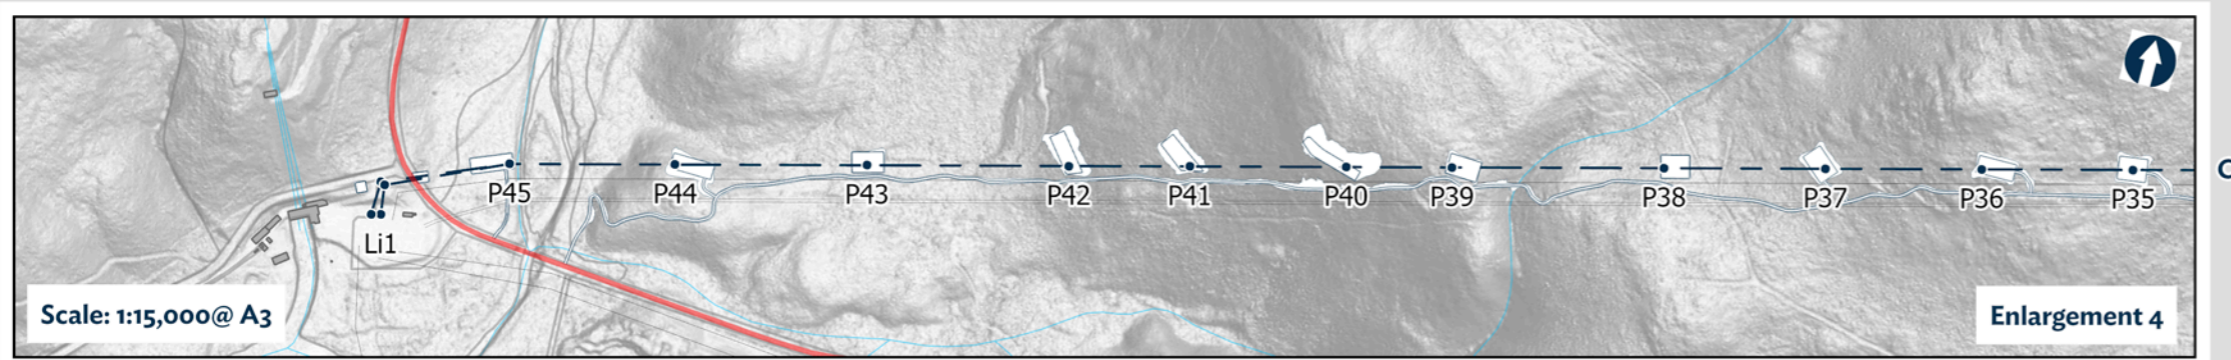 P45
P44
P43
P42
P41
P40
P39
P38
P37
P36
P35
Li1
Scale: 1:15,000@ A3
Enlargement 4